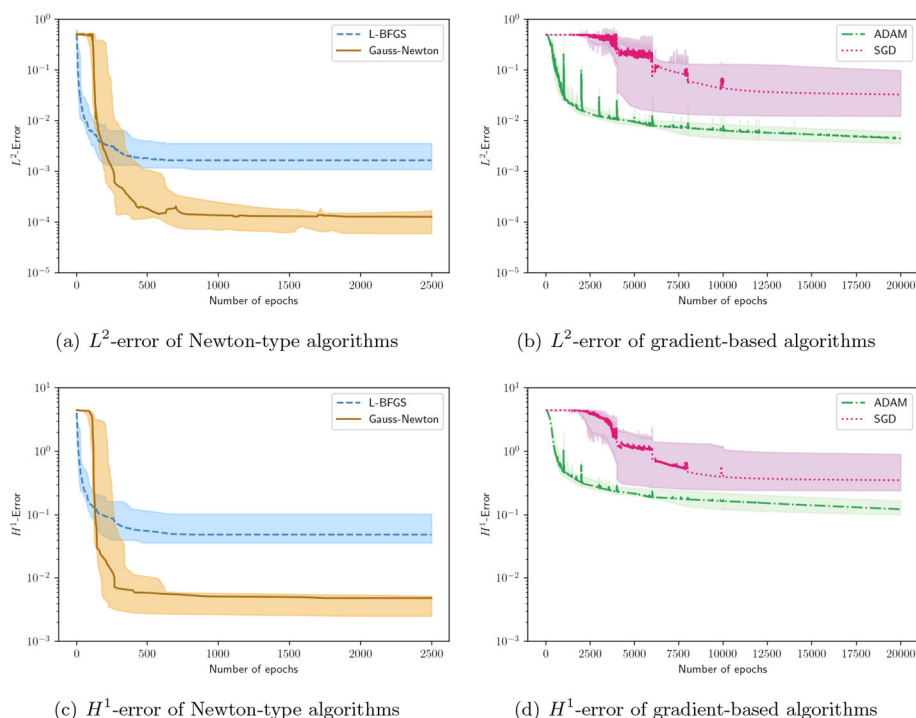 10^0
10^-1
10^-2
10^-3
10^-4
10^-5
L^2-Error
L-BFGS
Gauss-Newton
0 500 1000 1500 2000 2500
Number of epochs
(a) L^2-error of Newton-type algorithms
10^0
10^-1
10^-2
10^-3
10^-4
10^-5
L^2-Error
ADAM
SGD
0 2500 5000 7500 10000 12500 15000 17500 20000
Number of epochs
(b) L^2-error of gradient-based algorithms
10^1
10^0
10^-1
10^-2
10^-3
H^1-Error
L-BFGS
Gauss-Newton
0 500 1000 1500 2000 2500
Number of epochs
(c) H^1-error of Newton-type algorithms
10^1
10^0
10^-1
10^-2
10^-3
H^1-Error
ADAM
SGD
0 2500 5000 7500 10000 12500 15000 17500 20000
Number of epochs
(d) H^1-error of gradient-based algorithms